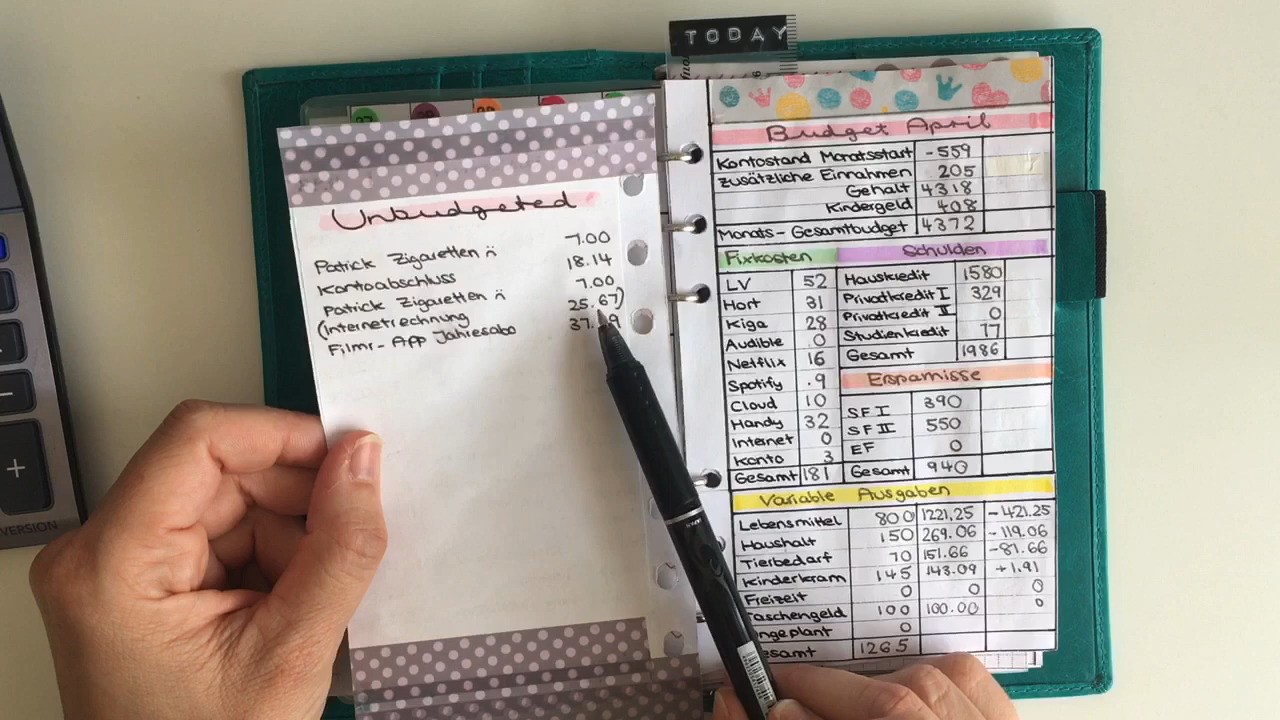 TODAY
Unbudgeted
Patrick Zigaretten 7.00
Kontoabschluss 18.14
Patrick Zigaretten 7.00
(Internetrechnung 25.67)
Filmr-App Jahresabo
Budget April
Kontostand Monatsstart -559
zusätzliche Einnahmen 205
Gehalt 4318
Kindergeld 408
Monats-Gesamtbudget 4372
Fixkosten
LV 52
Hort 31
Kiga 28
Audible 0
Netflix 16
Spotify 9
Cloud 10
Handy 32
Internet 0
Konto 3
Gesamt 181
Schulden
Hauskredit 1580
Privatkredit I 329
Privatkredit II 0
Studienkredit 77
Gesamt 1986
Ersparnisse
SF I 390
SF II 550
EF 0
Gesamt 940
Variable Ausgaben
Lebensmittel 800 1221,25 -421.25
Haushalt 150 269.06 -119.06
Tierbedarf 70 151.66 -81.66
Kinderkram 145 143.09 +1.91
Freizeit 0 0 0
Taschengeld 100 100.00 0
0
1265
+
VERSION